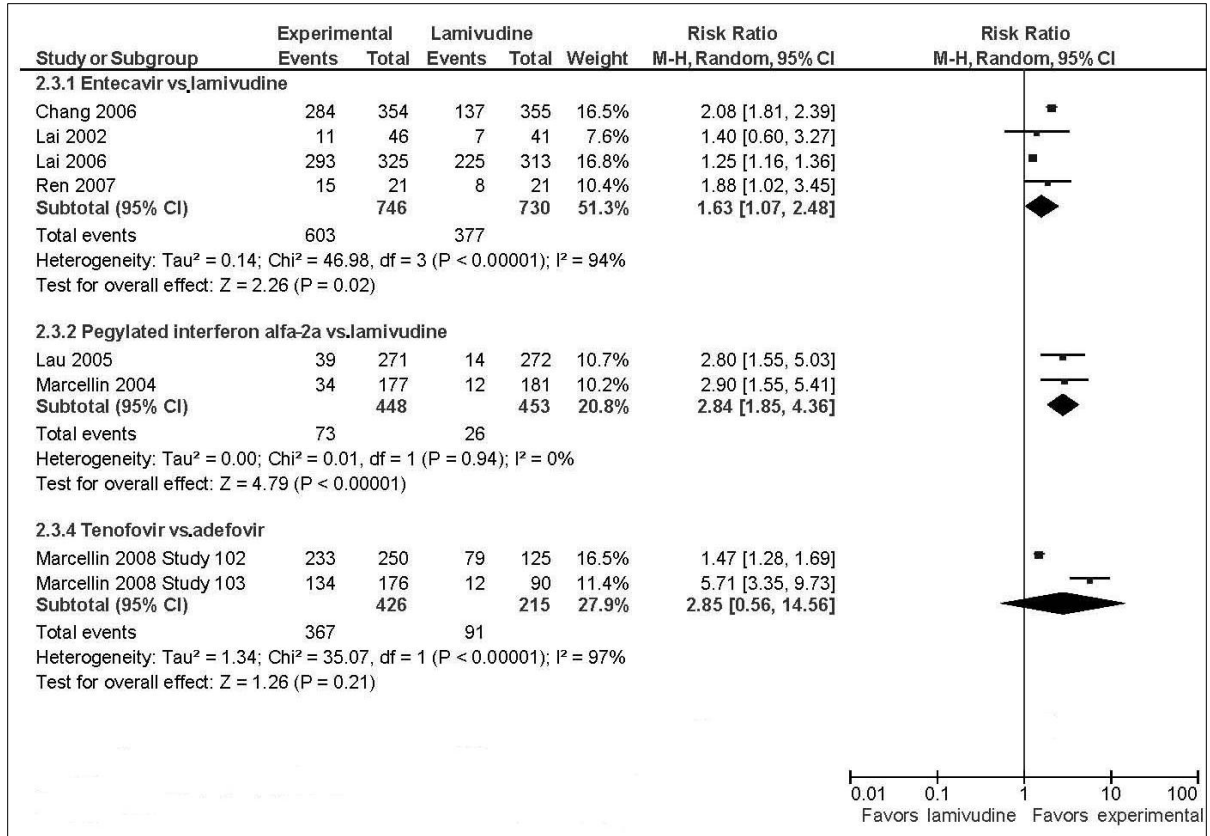 Experimental Lamivudine Risk Ratio Risk Ratio
Study or Subgroup Events Total Events Total Weight M-H, Random, 95% CI M-H, Random, 95% CI
2.3.1 Entecavir vs.lamivudine
Chang 2006 284 354 137 355 16.5% 2.08 [1.81, 2.39]
Lai 2002 11 46 7 41 7.6% 1.40 [0.60, 3.27]
Lai 2006 293 325 225 313 16.8% 1.25 [1.16, 1.36]
Ren 2007 15 21 8 21 10.4% 1.88 [1.02, 3.45]
Subtotal (95% CI) 746 730 51.3% 1.63 [1.07, 2.48]
Total events 603 377
Heterogeneity: Tau² = 0.14; Chi² = 46.98, df = 3 (P < 0.00001); I² = 94%
Test for overall effect: Z = 2.26 (P = 0.02)
2.3.2 Pegylated interferon alfa-2a vs.lamivudine
Lau 2005 39 271 14 272 10.7% 2.80 [1.55, 5.03]
Marcellin 2004 34 177 12 181 10.2% 2.90 [1.55, 5.41]
Subtotal (95% CI) 448 453 20.8% 2.84 [1.85, 4.36]
Total events 73 26
Heterogeneity: Tau² = 0.00; Chi² = 0.01, df = 1 (P = 0.94); I² = 0%
Test for overall effect: Z = 4.79 (P < 0.00001)
2.3.4 Tenofovir vs.adefovir
Marcellin 2008 Study 102 233 250 79 125 16.5% 1.47 [1.28, 1.69]
Marcellin 2008 Study 103 134 176 12 90 11.4% 5.71 [3.35, 9.73]
Subtotal (95% CI) 426 215 27.9% 2.85 [0.56, 14.56]
Total events 367 91
Heterogeneity: Tau² = 1.34; Chi² = 35.07, df = 1 (P < 0.00001); I² = 97%
Test for overall effect: Z = 1.26 (P = 0.21)
0.01 0.1 1 10 100
Favors lamivudine Favors experimental